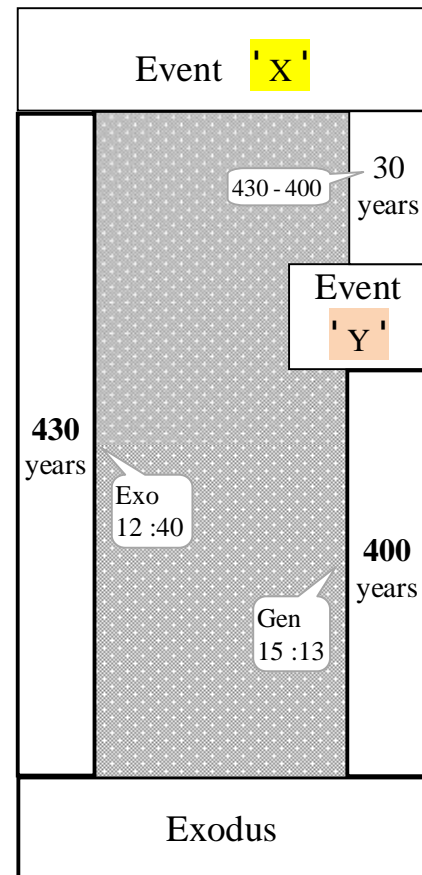 Event ' X '
430 - 400
30
years
Event
' Y '
430
years
Exo
12 :40
400
years
Gen
15 :13
Exodus